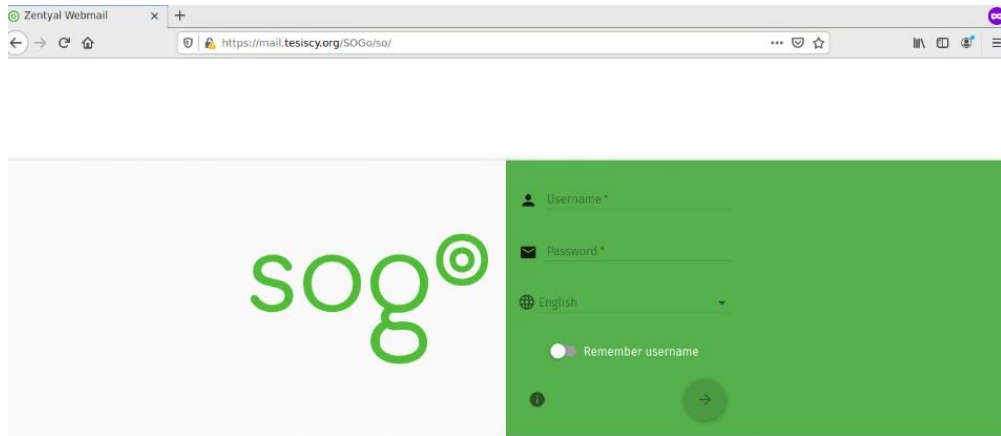 Zentyal Webmail
https://mail.tesiscy.org/SOGo/so/
sogo
Username *
Password *
English
Remember username